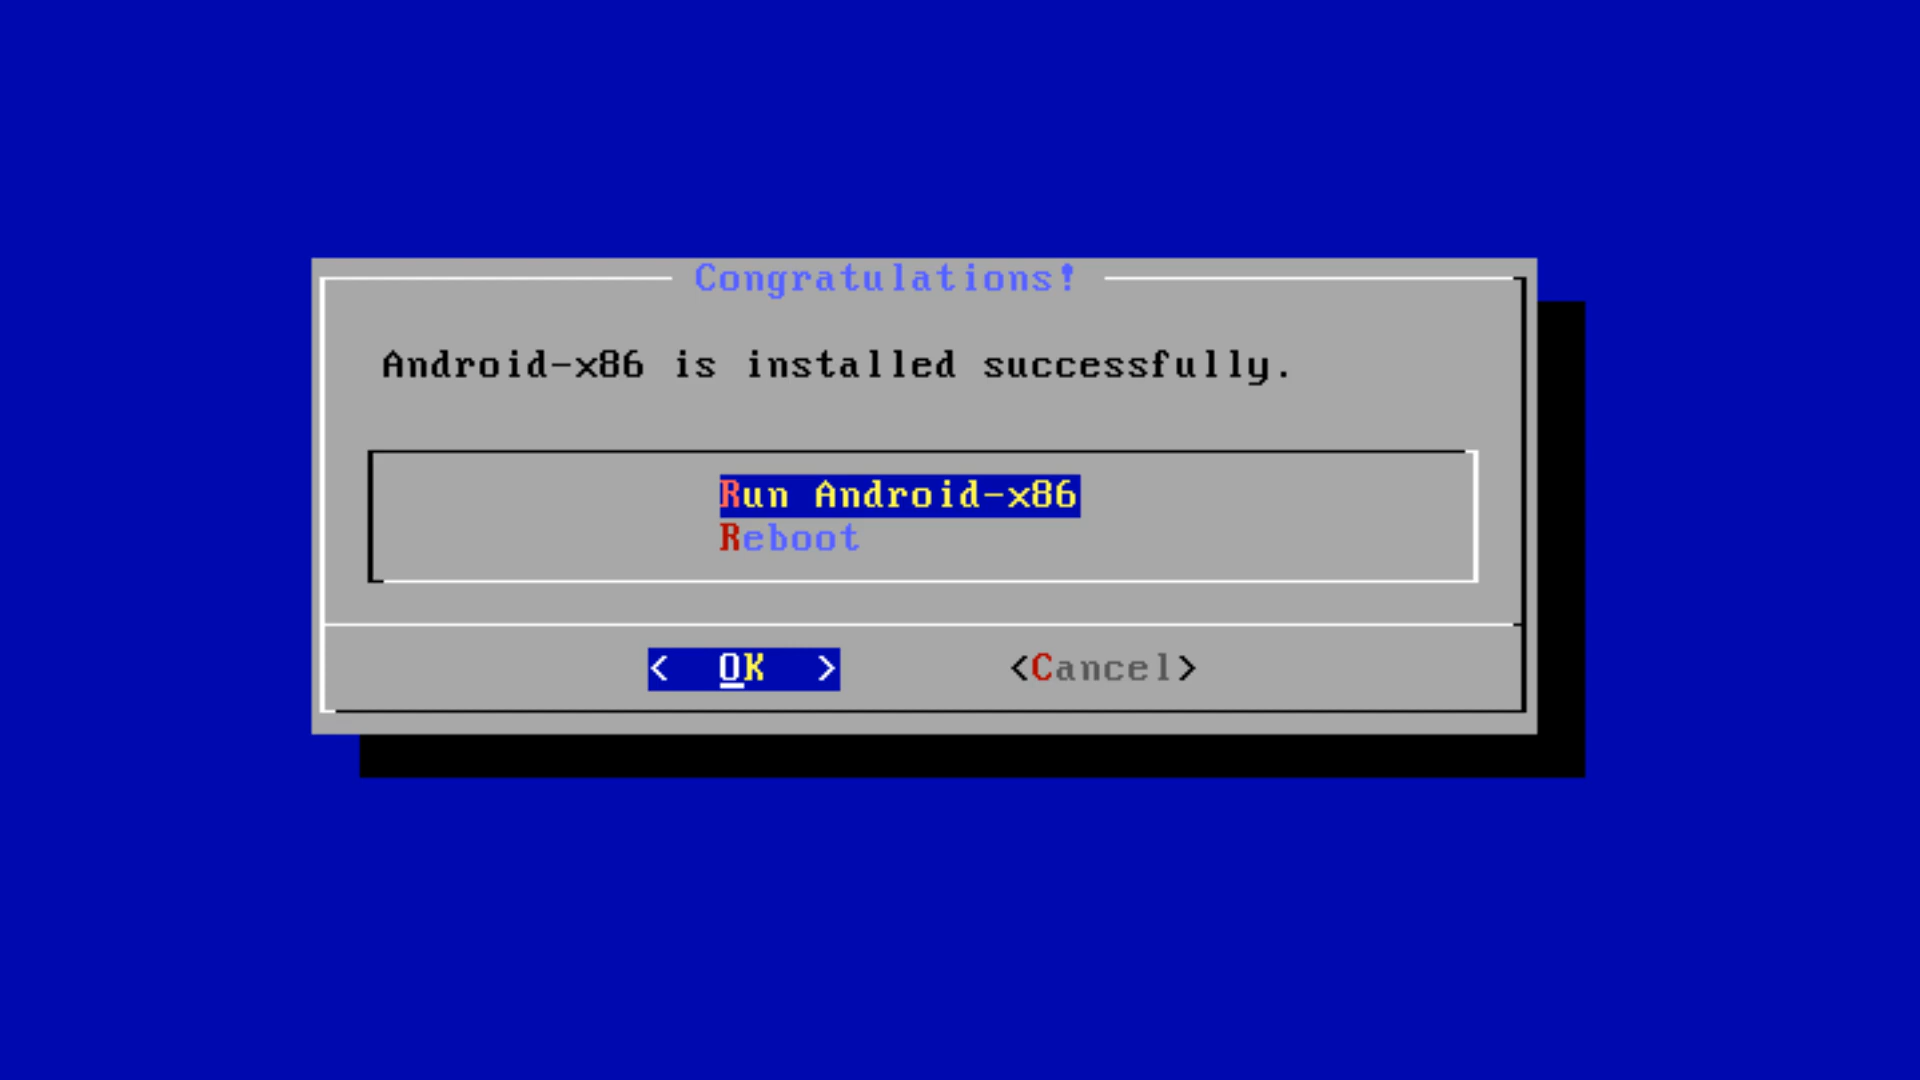 Congratulations!
Android-x86 is installed successfully.
Run Android-x86
Reboot
< OK > <Cancel>